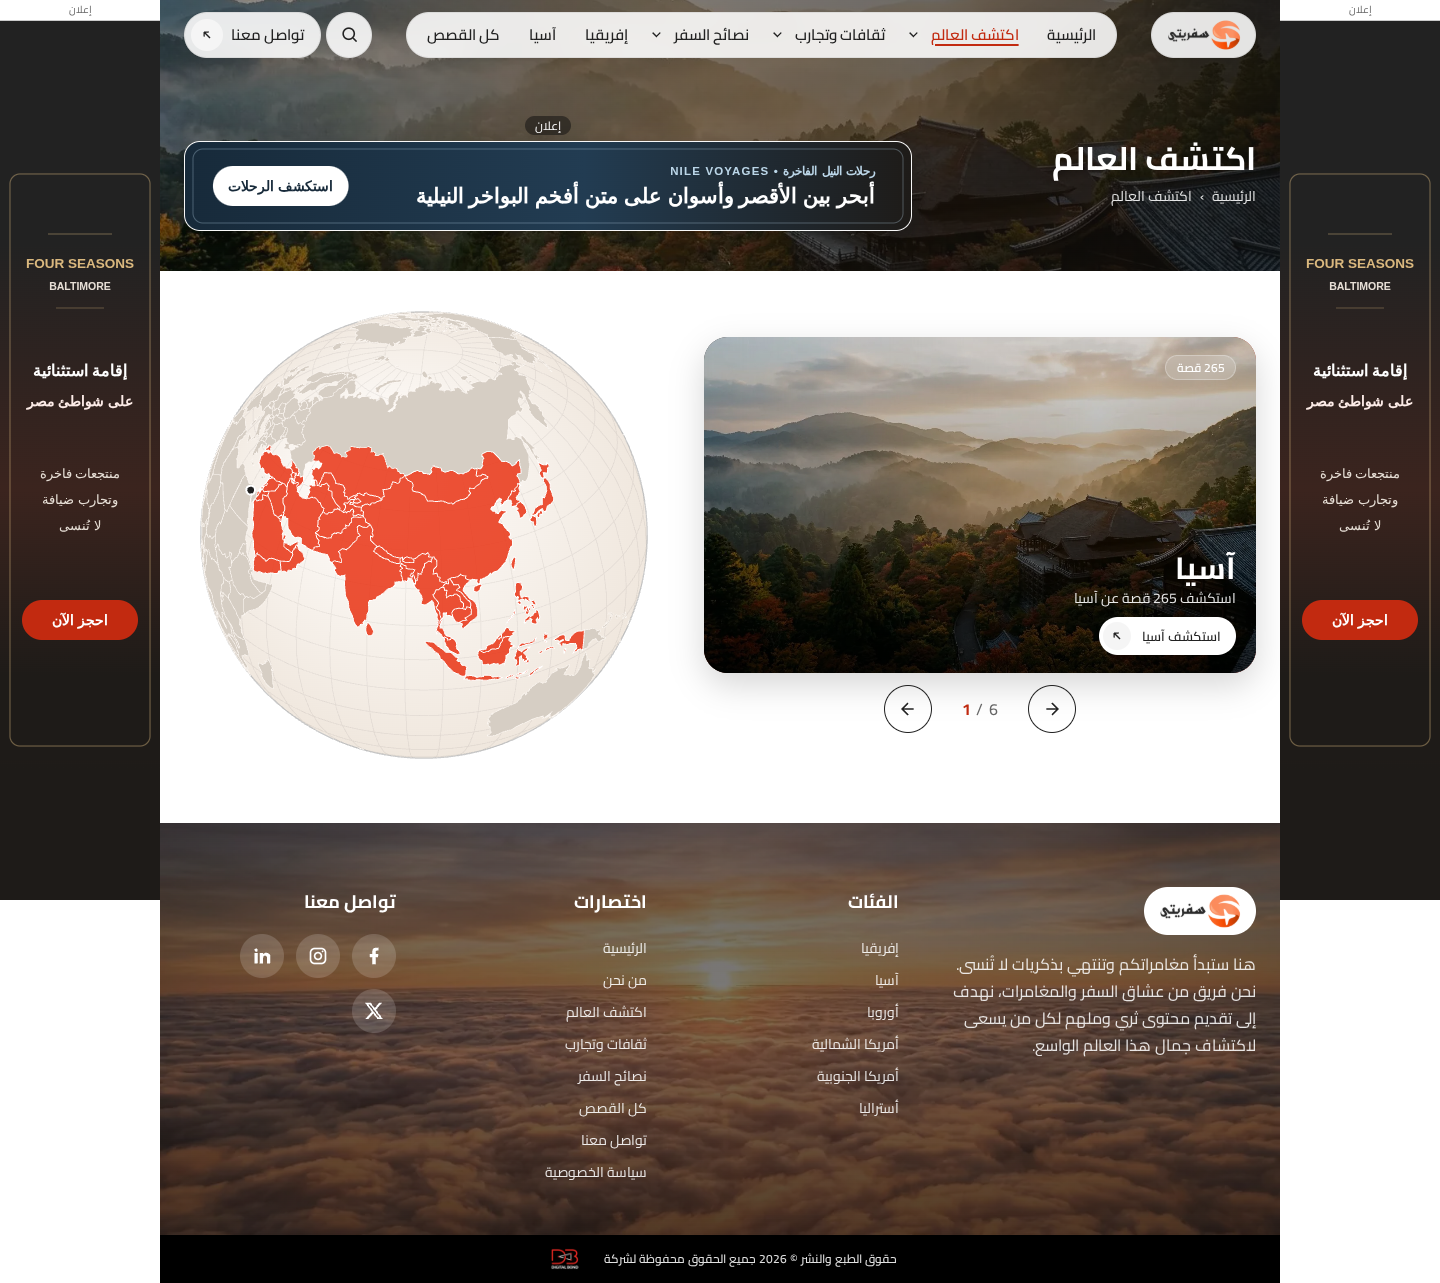 إعلان
إعلان
سفريتي
الرئيسية
اكتشف العالم
ثقافات وتجارب
نصائح السفر
إفريقيا
آسيا
كل القصص
تواصل معنا
اكتشف العالم
الرئيسية › اكتشف العالم
إعلان
رحلات النيل الفاخرة • NILE VOYAGES
أبحر بين الأقصر وأسوان على متن أفخم البواخر النيلية
استكشف الرحلات
FOUR SEASONS
BALTIMORE
إقامة استثنائية
على شواطئ مصر
منتجعات فاخرة
وتجارب ضيافة
لا تُنسى
احجز الآن
265 قصة
آسيا
استكشف 265 قصة عن آسيا
استكشف آسيا
1 / 6
FOUR SEASONS
BALTIMORE
إقامة استثنائية
على شواطئ مصر
منتجعات فاخرة
وتجارب ضيافة
لا تُنسى
احجز الآن
سفريتي
هنا ستبدأ مغامراتكم وتنتهي بذكريات لا تُنسى.
نحن فريق من عشاق السفر والمغامرات، نهدف
إلى تقديم محتوى ثري وملهم لكل من يسعى
لاكتشاف جمال هذا العالم الواسع.
الفئات
إفريقيا
آسيا
أوروبا
أمريكا الشمالية
أمريكا الجنوبية
أستراليا
اختصارات
الرئيسية
من نحن
اكتشف العالم
ثقافات وتجارب
نصائح السفر
كل القصص
تواصل معنا
سياسة الخصوصية
تواصل معنا
حقوق الطبع والنشر © 2026 جميع الحقوق محفوظة لشركة
DIGITAL BOND